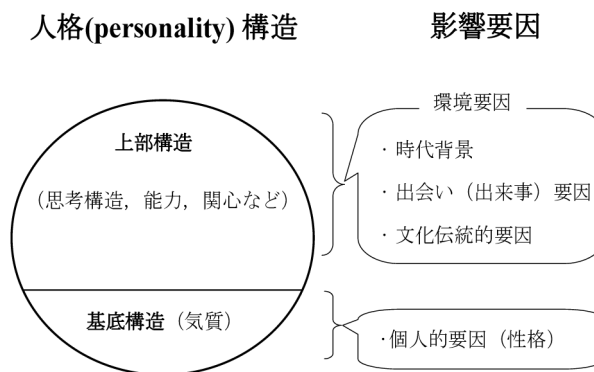 人格(personality) 構造
影響要因
上部構造
(思考構造，能力，関心など)
環境要因
・時代背景
・出会い（出来事）要因
・文化伝統的要因
基底構造（気質）
・個人的要因（性格）